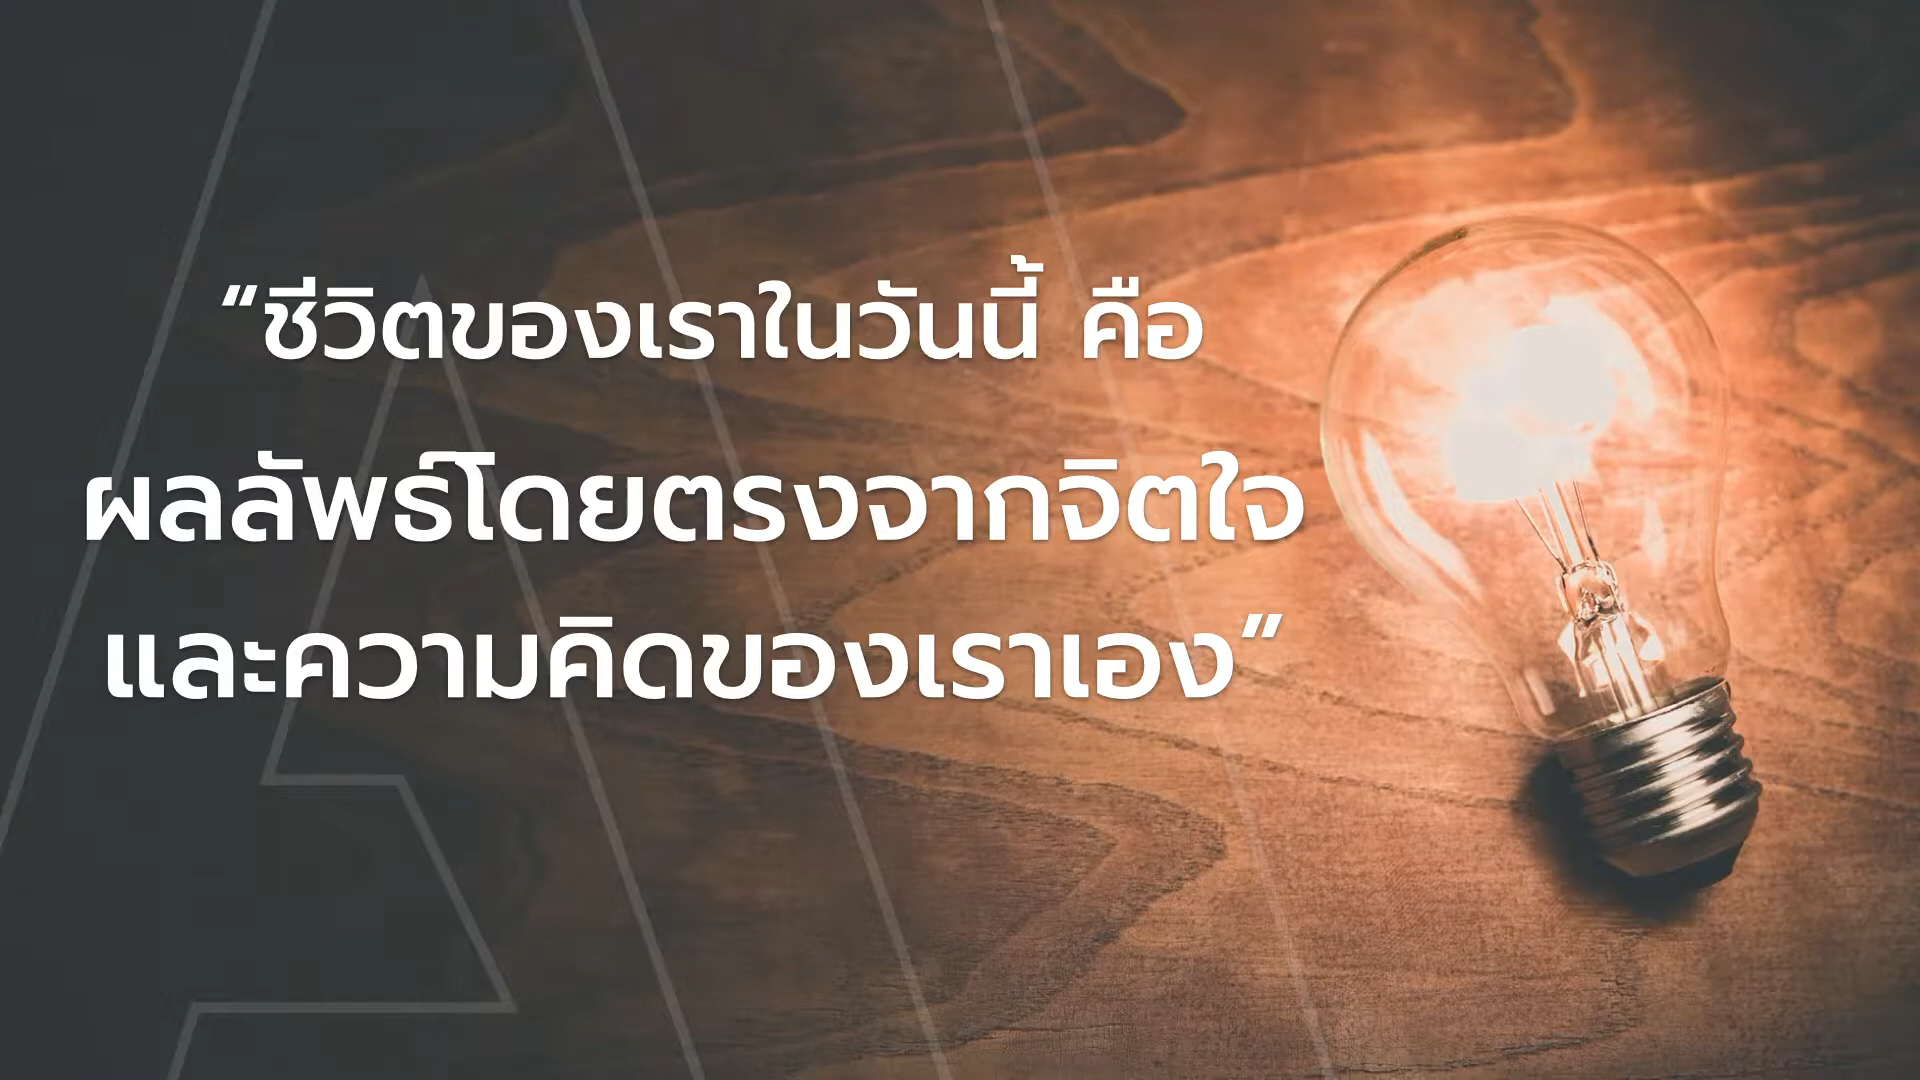 “ชีวิตของเราในวันนี้ คือ
ผลลัพธ์โดยตรงจากจิตใจ
และความคิดของเราเอง”